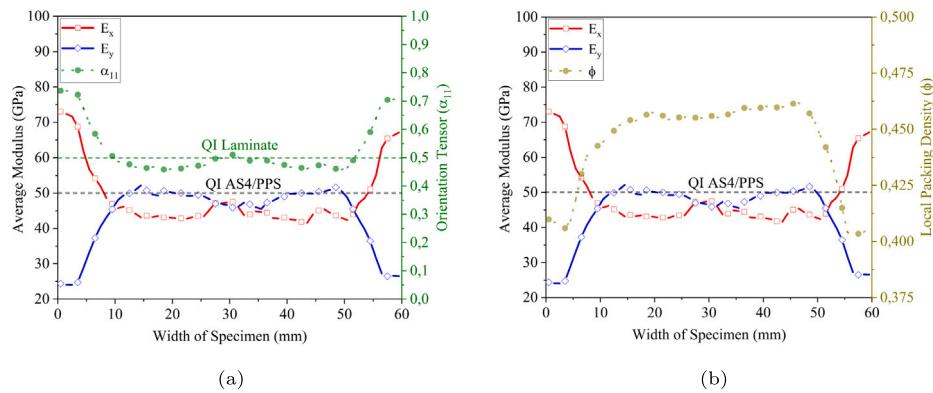 100
90
80
70
60
50
40
30
20
Average Modulus (GPa)
Eₓ
Eᵧ
α₁₁
QI Laminate
QI AS4/PPS
0
10
20
30
40
50
60
Width of Specimen (mm)
1,0
0,9
0,8
0,7
0,6
0,5
0,4
0,3
0,2
0,1
0,0
Orientation Tensor (α₁₁)
(a)
100
90
80
70
60
50
40
30
20
Average Modulus (GPa)
Eₓ
Eᵧ
ϕ
QI AS4/PPS
0
10
20
30
40
50
60
Width of Specimen (mm)
0,500
0,475
0,450
0,425
0,400
0,375
Local Packing Density (ϕ)
(b)